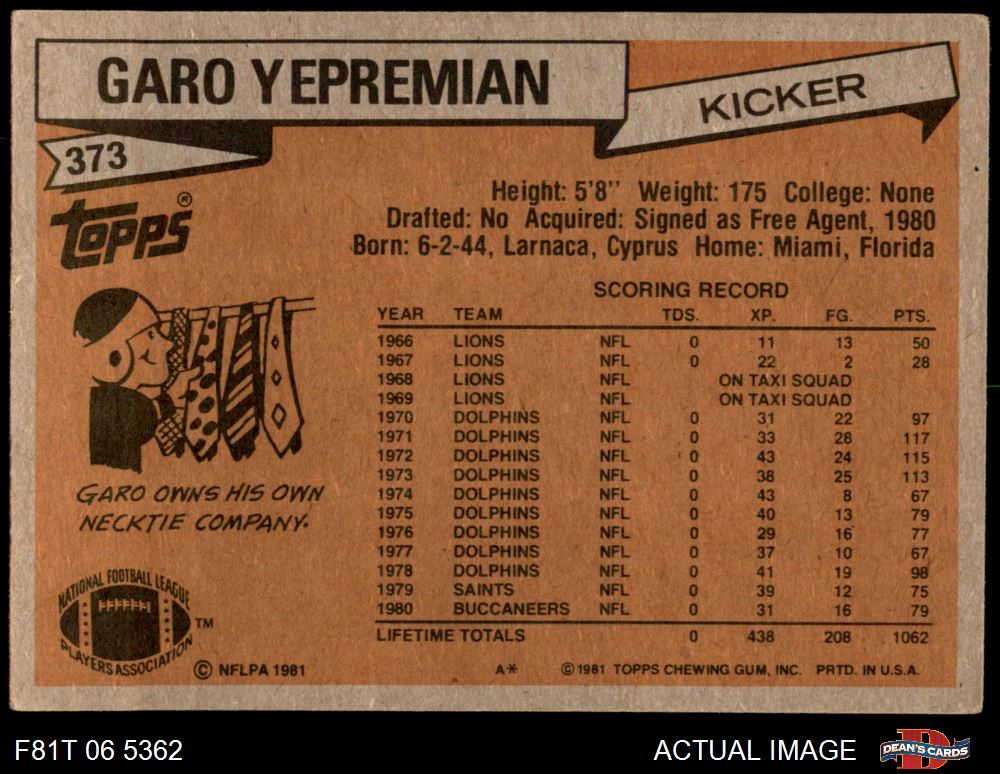 GARO YEPREMIAN
KICKER
373
TOPPS®
Height: 5'8" Weight: 175 College: None
Drafted: No Acquired: Signed as Free Agent, 1980
Born: 6-2-44, Larnaca, Cyprus Home: Miami, Florida
SCORING RECORD
YEAR TEAM TDS. XP. FG. PTS.
1966 LIONS NFL 0 11 13 50
1967 LIONS NFL 0 22 2 28
1968 LIONS NFL ON TAXI SQUAD
1969 LIONS NFL ON TAXI SQUAD
1970 DOLPHINS NFL 0 31 22 97
1971 DOLPHINS NFL 0 33 28 117
1972 DOLPHINS NFL 0 43 24 115
1973 DOLPHINS NFL 0 38 25 113
1974 DOLPHINS NFL 0 43 8 67
1975 DOLPHINS NFL 0 40 13 79
1976 DOLPHINS NFL 0 29 16 77
1977 DOLPHINS NFL 0 37 10 67
1978 DOLPHINS NFL 0 41 19 98
1979 SAINTS NFL 0 39 12 75
1980 BUCCANEERS NFL 0 31 16 79
LIFETIME TOTALS 0 438 208 1062
GARO OWNS HIS OWN
NECKTIE COMPANY.
NATIONAL FOOTBALL LEAGUE
PLAYERS ASSOCIATION
TM
© NFLPA 1981
A* © 1981 TOPPS CHEWING GUM, INC. PRTD. IN U.S.A.
F81T 06 5362
ACTUAL IMAGE
D
DEAN'S CARDS